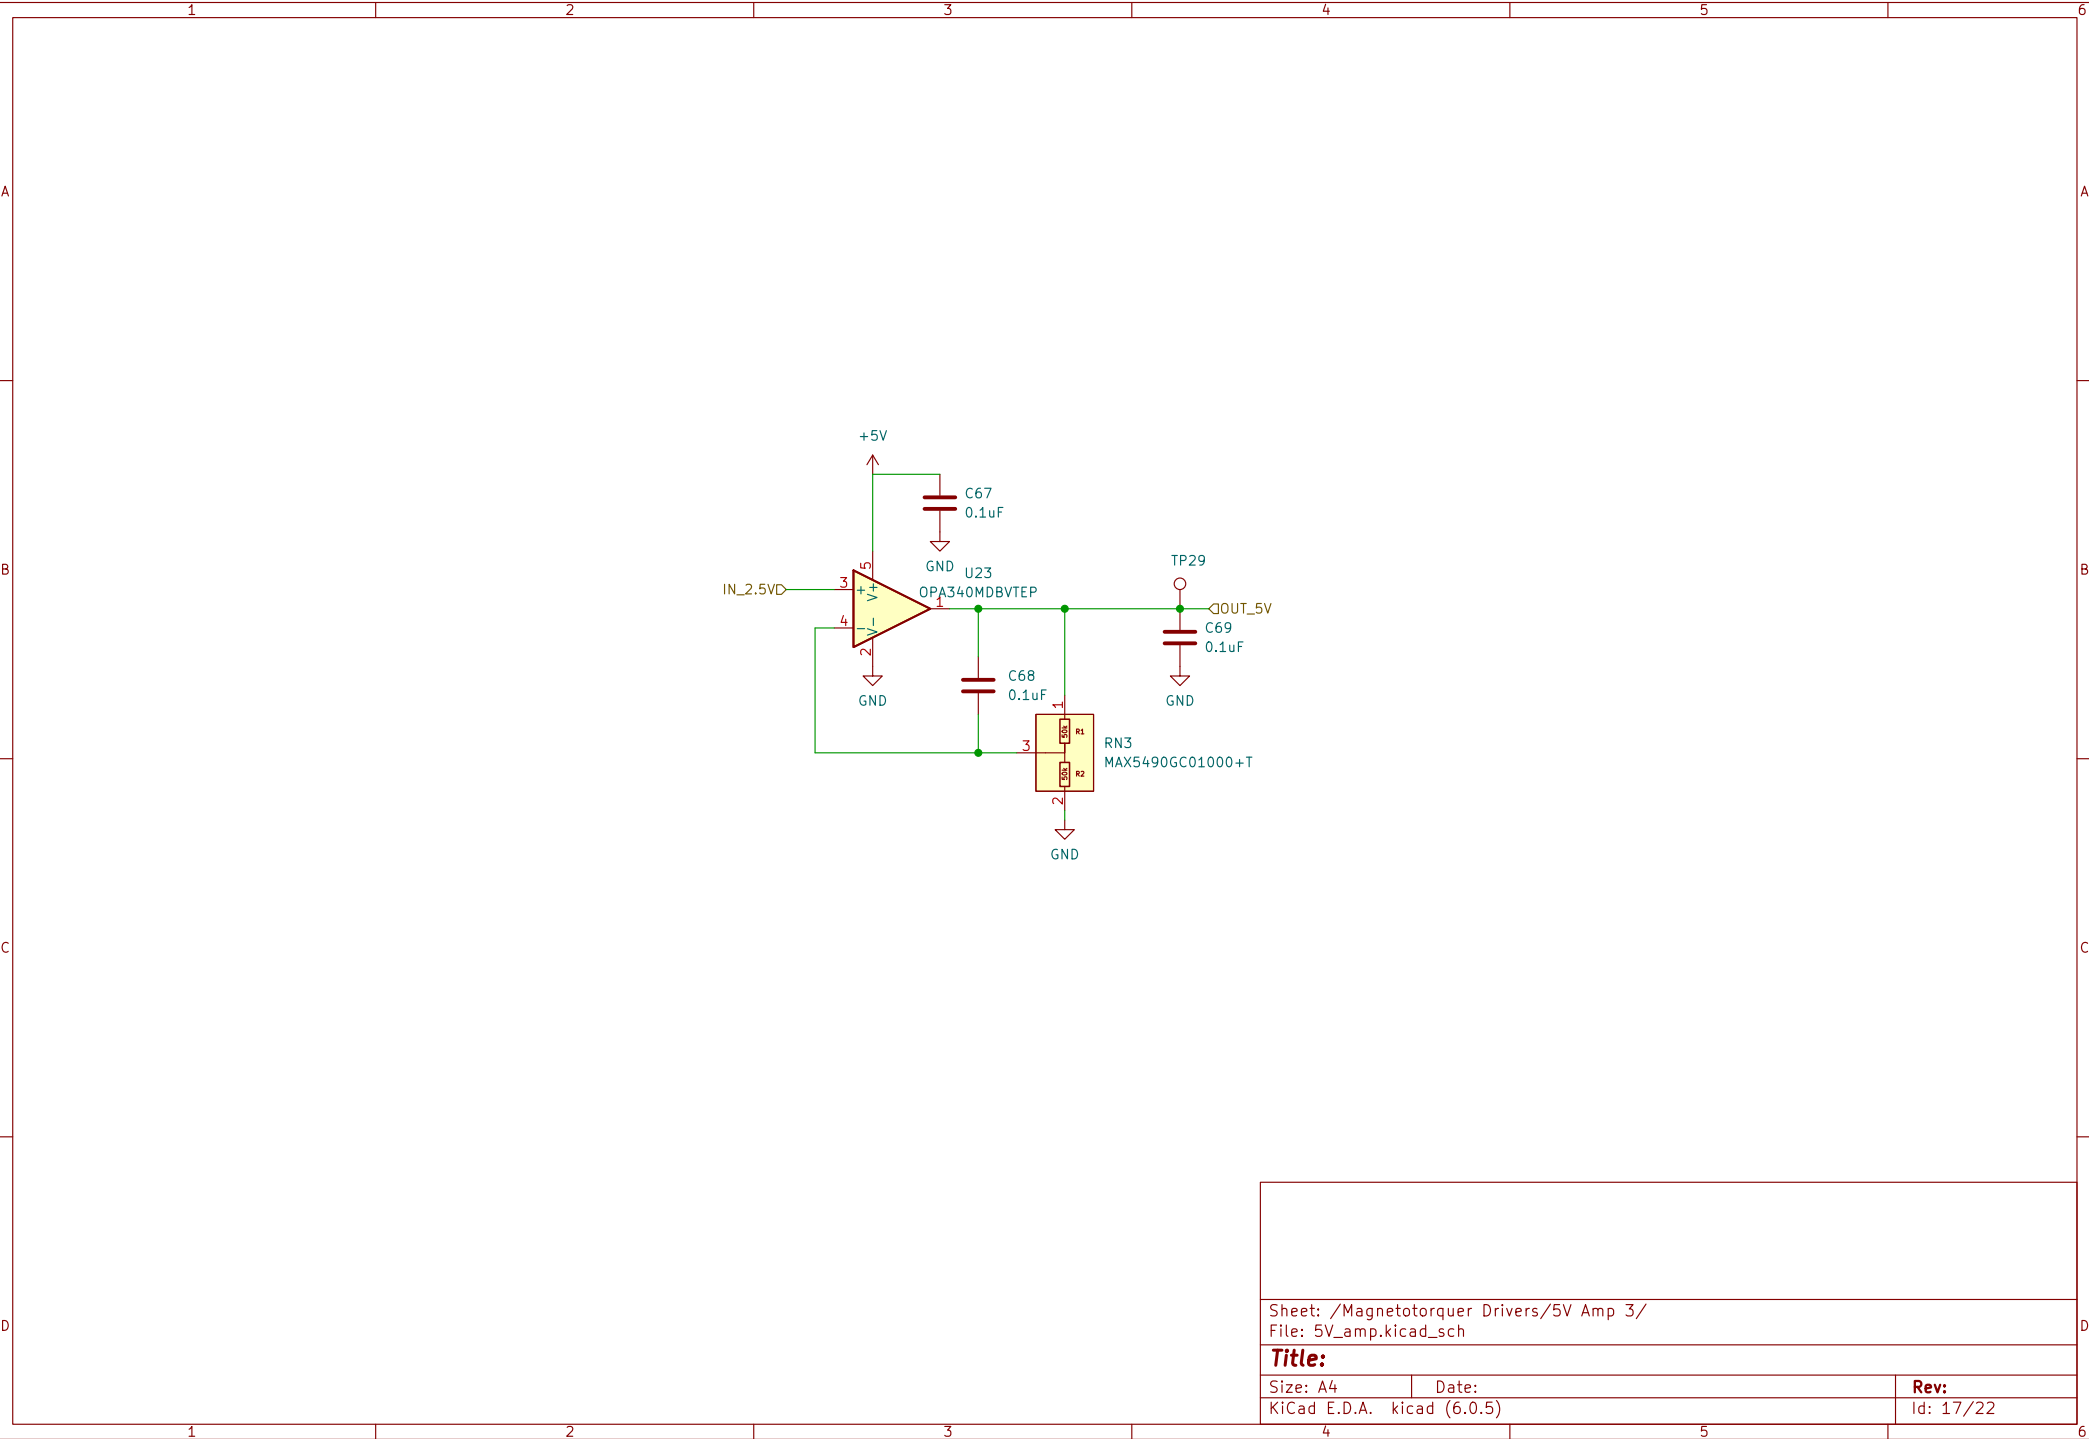 1 2 3 4 5 6
A A
+5V
C67
0.1uF
GND
B B
U23
OPA340MDBVTEP
TP29
IN_2.5V
3
+
5
V+
1
4
-
V-
2
GND
OUT_5V
C69
0.1uF
GND
C68
0.1uF
1
50k R1
3
RN3
MAX5490GC01000+T
50k R2
2
GND
C C
D D
Sheet: /Magnetotorquer Drivers/5V Amp 3/
File: 5V_amp.kicad_sch
Title:
Size: A4 Date: Rev:
KiCad E.D.A. kicad (6.0.5) Id: 17/22
1 2 3 4 5 6